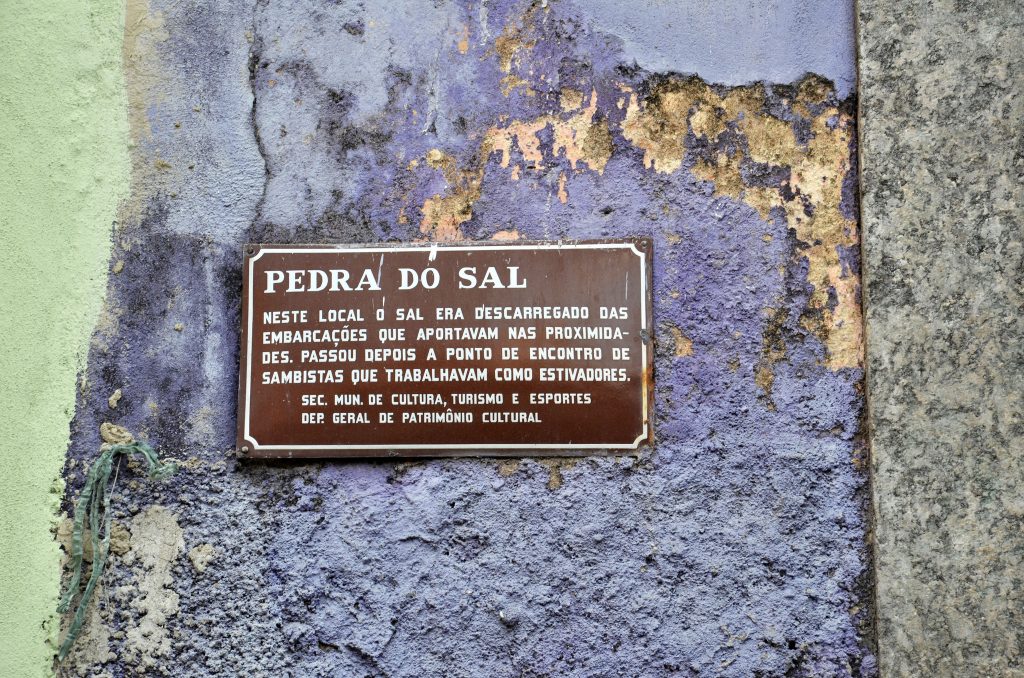 PEDRA DO SAL
NESTE LOCAL O SAL ERA DESCARREGADO DAS
EMBARCAÇÕES QUE APORTAVAM NAS PROXIMIDA-
DES. PASSOU DEPOIS A PONTO DE ENCONTRO DE
SAMBISTAS QUE TRABALHAVAM COMO ESTIVADORES.
SEC. MUN. DE CULTURA, TURISMO E ESPORTES
DEP. GERAL DE PATRIMÔNIO CULTURAL